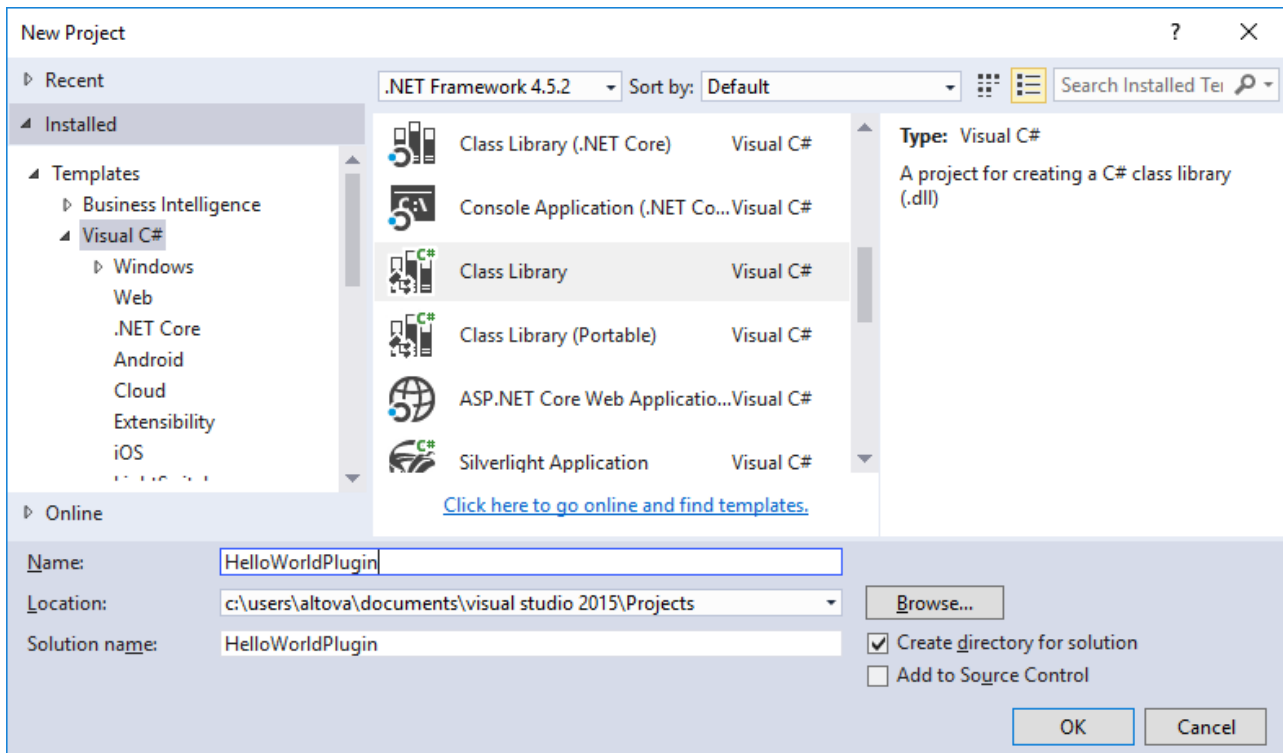 New Project
?
Recent
.NET Framework 4.5.2
Sort by:
Default
Search Installed Te
Installed
Templates
Business Intelligence
Visual C#
Windows
Web
.NET Core
Android
Cloud
Extensibility
iOS
Online
Class Library (.NET Core) Visual C#
Console Application (.NET Co...Visual C#
Class Library Visual C#
Class Library (Portable) Visual C#
ASP.NET Core Web Applicatio...Visual C#
Silverlight Application Visual C#
Click here to go online and find templates.
Type: Visual C#
A project for creating a C# class library
(.dll)
Name: HelloWorldPlugin
Location: c:\users\altova\documents\visual studio 2015\Projects
Browse...
Solution name: HelloWorldPlugin
Create directory for solution
Add to Source Control
OK
Cancel